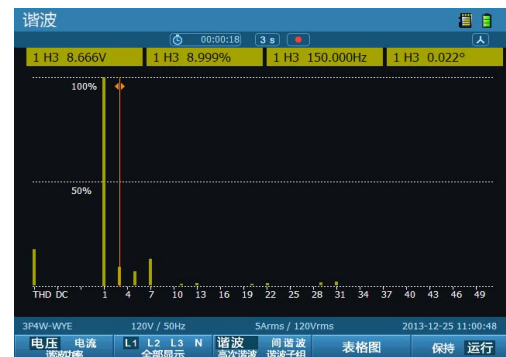 谐波
00:00:18 3 s
1 H3 8.666V 1 H3 8.999% 1 H3 150.000Hz 1 H3 0.022°
100%
50%
THD DC 1 4 7 10 13 16 19 22 25 28 31 34 37 40 43 46 49
3P4W-WYE 120V / 50Hz 5Arms / 120Vrms 2013-12-25 11:00:48
电压 电流 L1 L2 L3 N 谐波 间谐波 表格图 保持 运行
谐波功率 全部显示 高次谐波 谐波子组